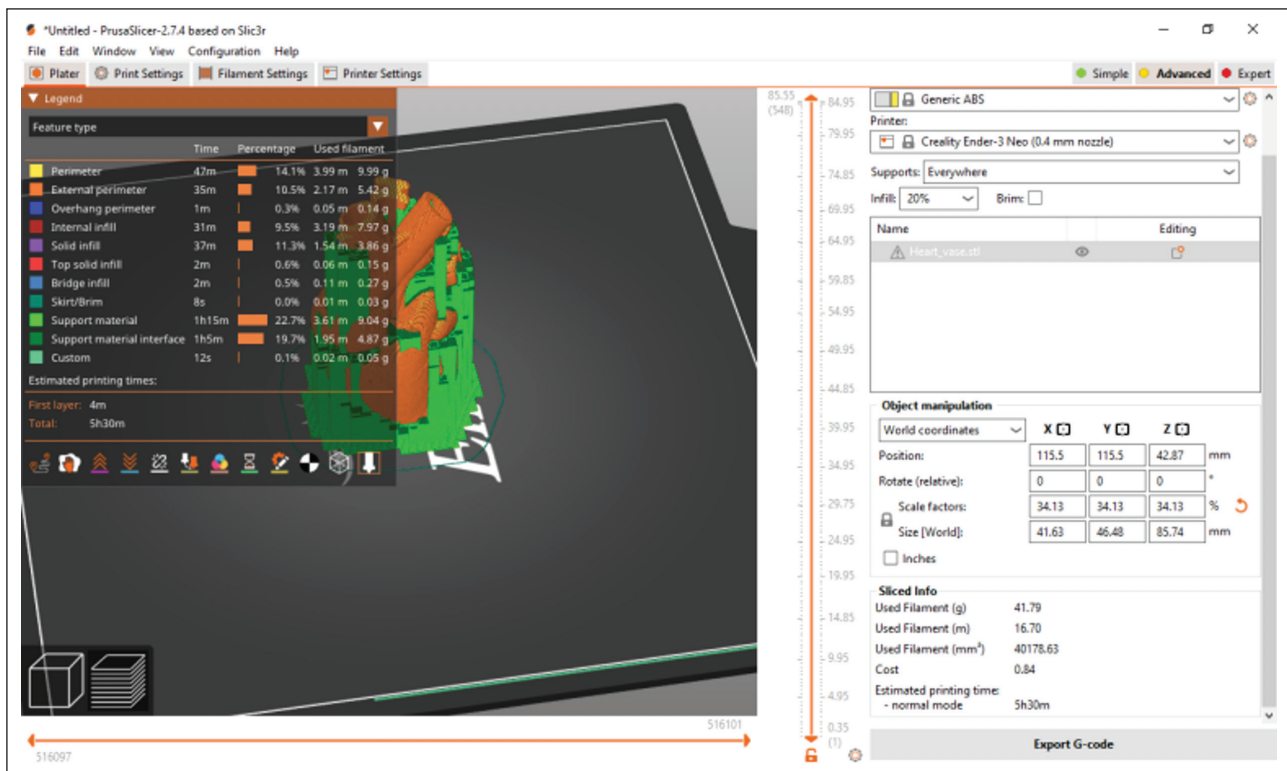 *Untitled - PrusaSlicer-2.7.4 based on Slic3r
File Edit Window View Configuration Help
Plater Print Settings Filament Settings Printer Settings Simple Advanced Expert
Legend
Feature type
Time Percentage Used filament
Perimeter 47m 14.1% 3.99 m 9.99 g
External perimeter 35m 10.5% 2.17 m 5.42 g
Overhang perimeter 1m 0.3% 0.05 m 0.14 g
Internal infill 31m 9.5% 3.19 m 7.97 g
Solid infill 37m 11.3% 1.54 m 3.86 g
Top solid infill 2m 0.6% 0.06 m 0.15 g
Bridge infill 2m 0.5% 0.11 m 0.27 g
Skirt/Brim 8s 0.0% 0.01 m 0.03 g
Support material 1h15m 22.7% 3.61 m 9.04 g
Support material interface 1h5m 19.7% 1.95 m 4.87 g
Custom 12s 0.1% 0.02 m 0.05 g
Estimated printing times:
First layer: 4m
Total: 5h30m
516101
516097
85.55
(548)
84.95
79.95
74.85
69.95
64.95
59.85
54.95
49.95
44.85
39.95
34.95
29.75
24.95
19.95
14.85
9.95
4.95
0.35
(1)
Generic ABS
Printer:
Creality Ender-3 Neo (0.4 mm nozzle)
Supports: Everywhere
Infill: 20% Brim:
Name Editing
Heart_vase.stl
Object manipulation
World coordinates X Y Z
Position: 115.5 115.5 42.87 mm
Rotate (relative): 0 0 0 °
Scale factors: 34.13 34.13 34.13 %
Size [World]: 41.63 46.48 85.74 mm
Inches
Sliced Info
Used Filament (g) 41.79
Used Filament (m) 16.70
Used Filament (mm³) 40178.63
Cost 0.84
Estimated printing time:
- normal mode 5h30m
Export G-code